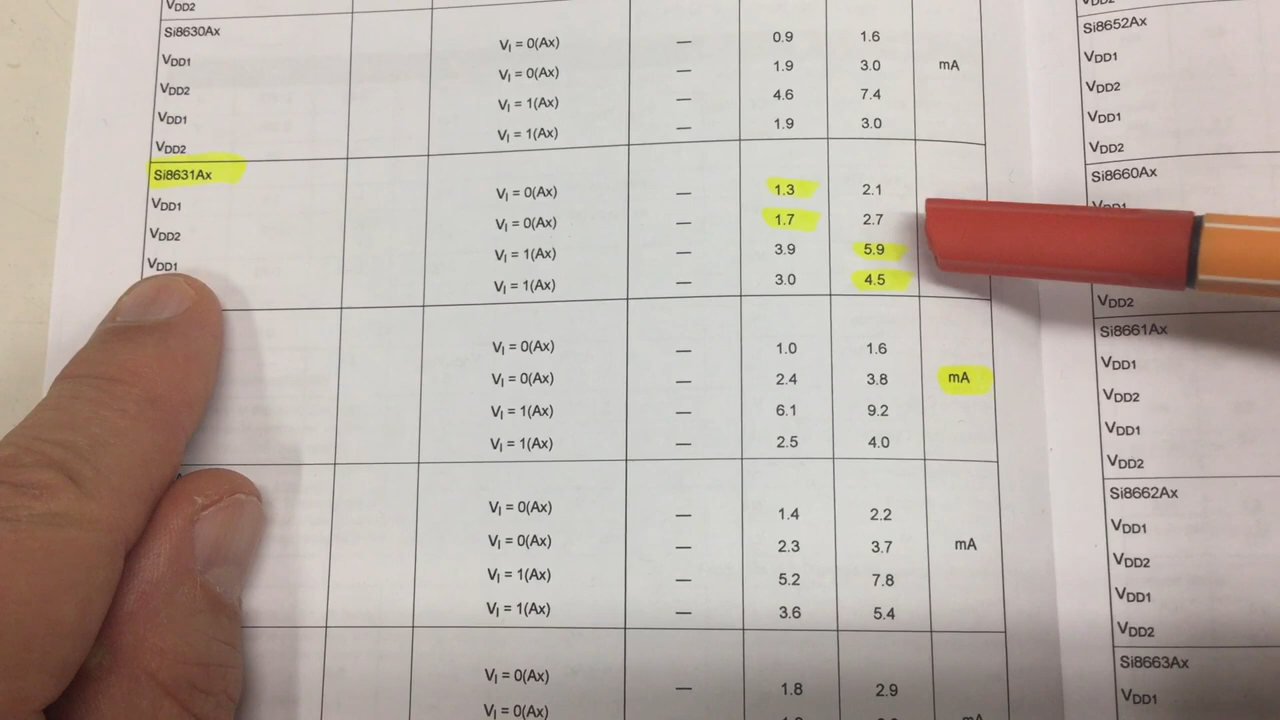 VDD2
Si8630Ax
VDD1 VI = 0(Ax) — 0.9 1.6
VDD2 VI = 0(Ax) — 1.9 3.0 mA
VDD1 VI = 1(Ax) — 4.6 7.4
VDD2 VI = 1(Ax) — 1.9 3.0
Si8631Ax
VDD1 VI = 0(Ax) — 1.3 2.1
VDD2 VI = 0(Ax) — 1.7 2.7
VDD1 VI = 1(Ax) — 3.9 5.9
VI = 1(Ax) — 3.0 4.5
VI = 0(Ax) — 1.0 1.6
VI = 0(Ax) — 2.4 3.8 mA
VI = 1(Ax) — 6.1 9.2
VI = 1(Ax) — 2.5 4.0
VI = 0(Ax) — 1.4 2.2
VI = 0(Ax) — 2.3 3.7 mA
VI = 1(Ax) — 5.2 7.8
VI = 1(Ax) — 3.6 5.4
VI = 0(Ax) — 1.8 2.9
VI = 0(Ax) mA
VDD2
Si8652Ax
VDD1
VDD2
VDD1
VDD2
Si8660Ax
VDD1
VDD2
Si8661Ax
VDD1
VDD2
VDD1
VDD2
Si8662Ax
VDD1
VDD2
VDD1
VDD2
Si8663Ax
VDD1